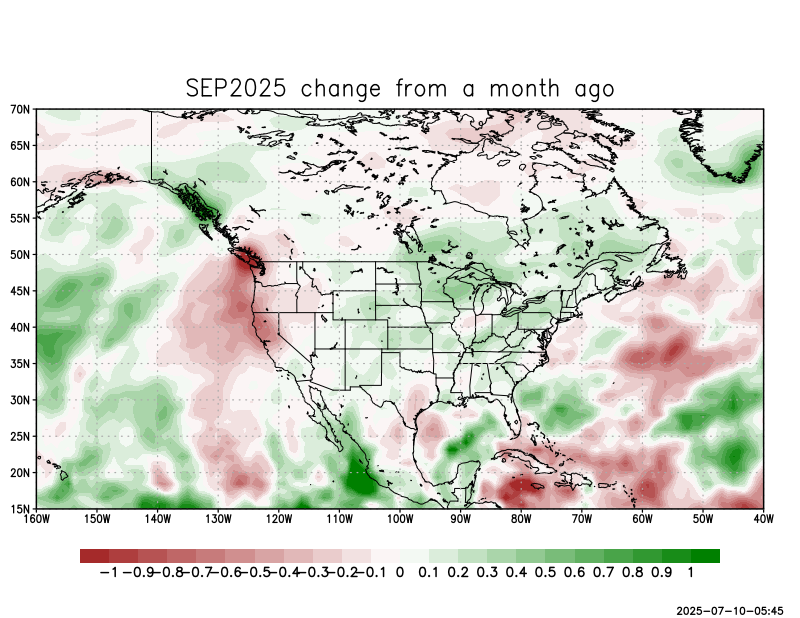 SEP2025 change from a month ago
70N
65N
60N
55N
50N
45N
40N
35N
30N
25N
20N
15N
160W 150W 140W 130W 120W 110W 100W 90W 80W 70W 60W 50W 40W
-1 -0.9 -0.8 -0.7 -0.6 -0.5 -0.4 -0.3 -0.2 -0.1 0 0.1 0.2 0.3 0.4 0.5 0.6 0.7 0.8 0.9 1
2025-07-10-05:45